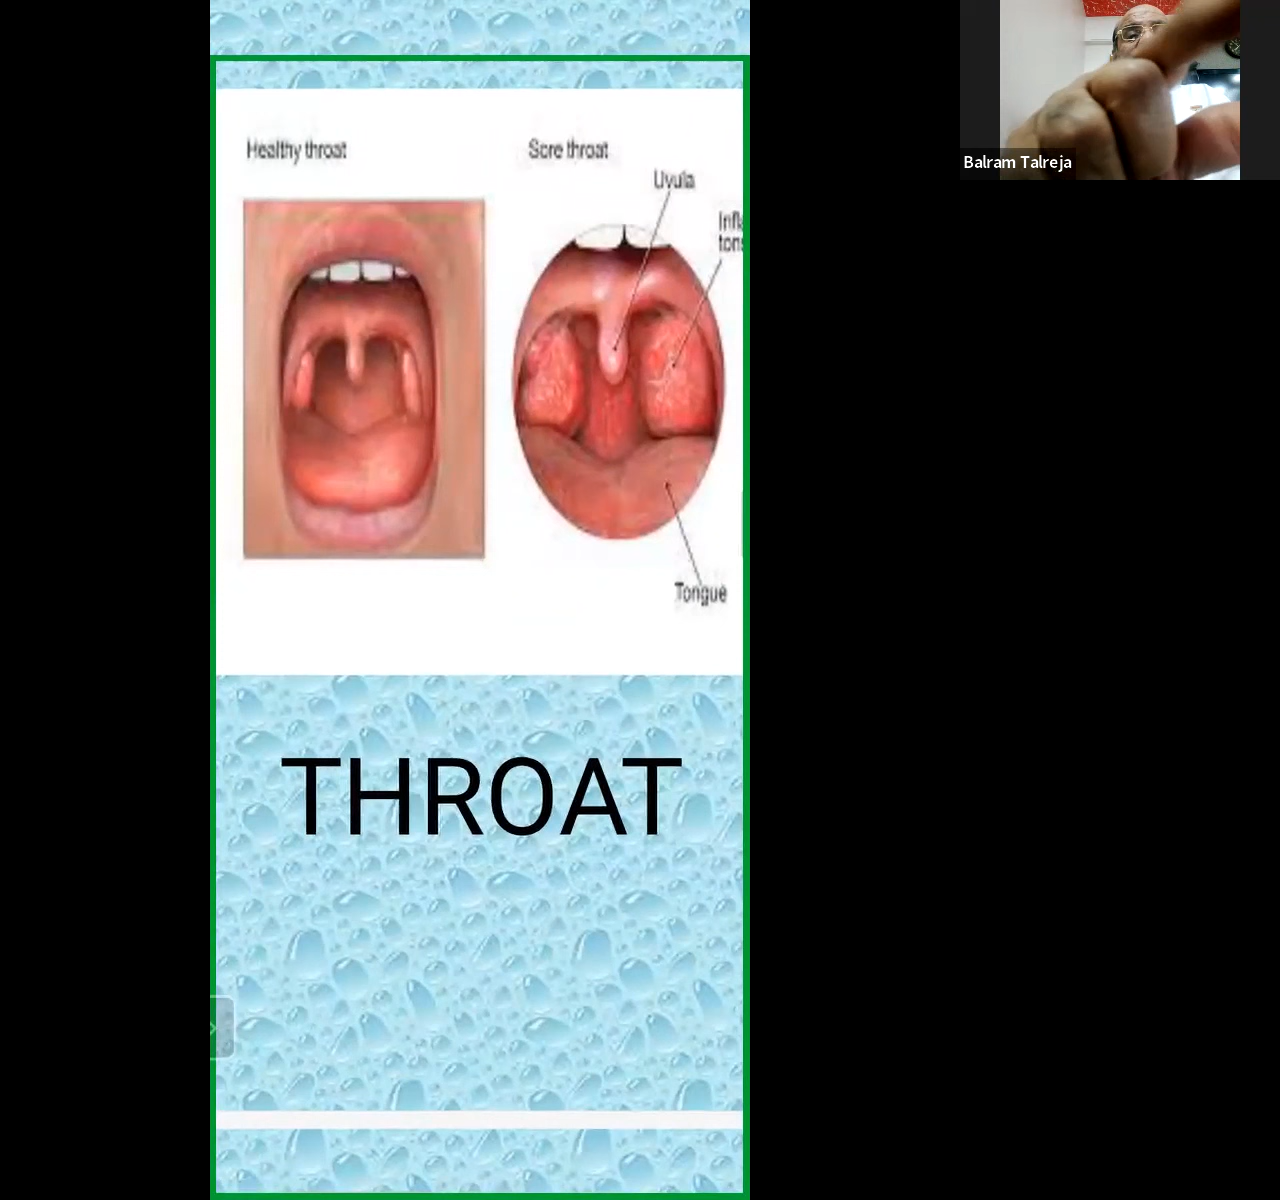 Healthy throat
Sore throat
Uvula
Tongue
THROAT
Balram Talreja